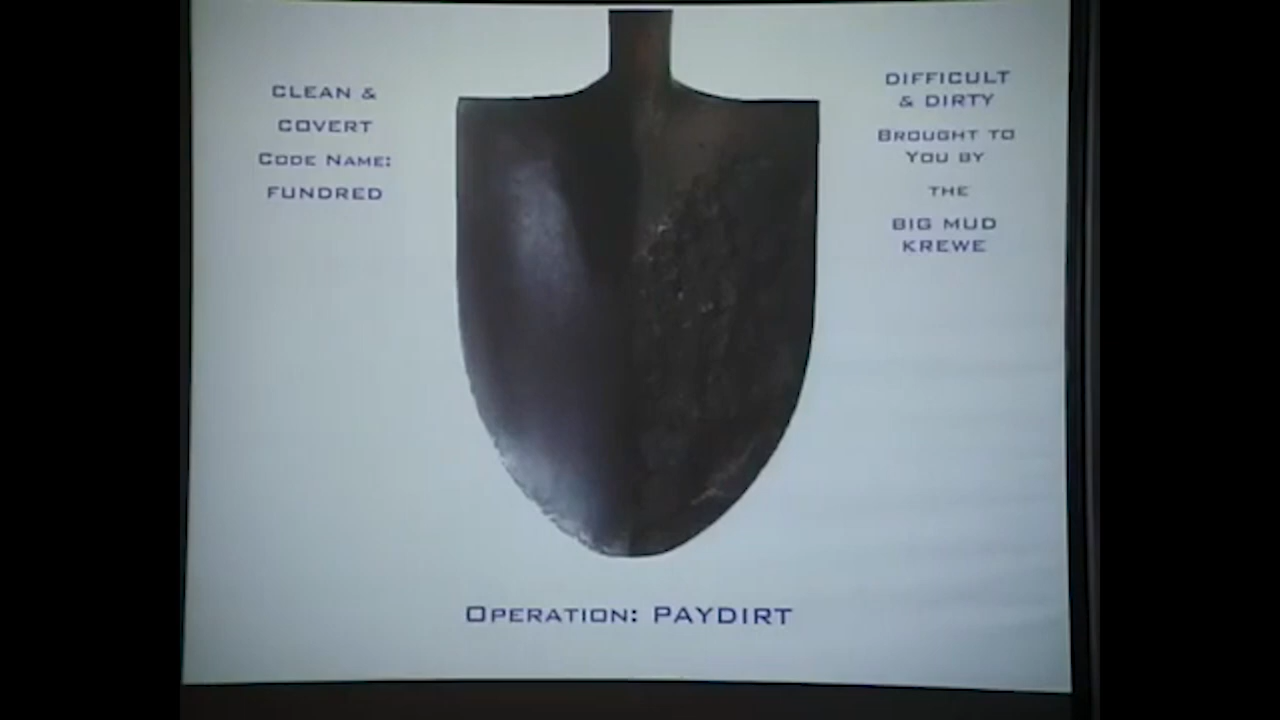 CLEAN &
COVERT
CODE NAME:
FUNDRED
DIFFICULT
& DIRTY
BROUGHT TO
YOU BY
THE
BIG MUD
KREWE
OPERATION: PAYDIRT